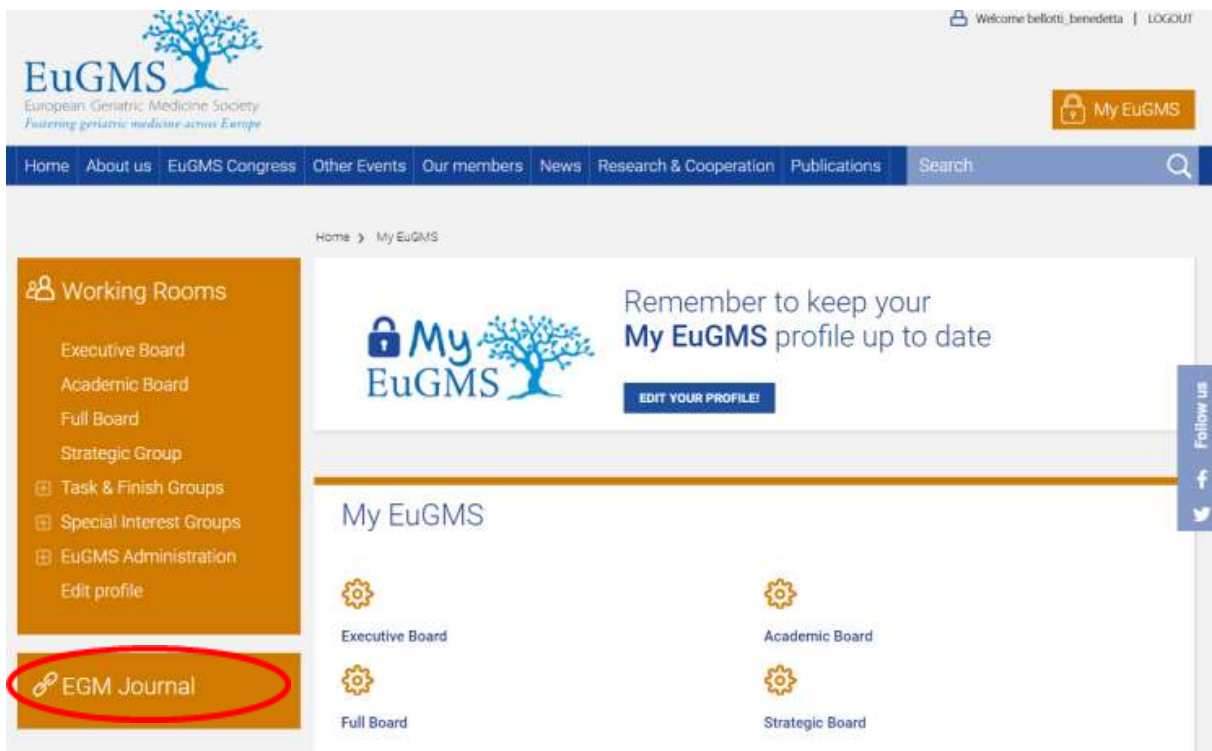 Welcome bellotti_benedetta | LOGOUT
EuGMS
European Geriatric Medicine Society
Fostering geriatric medicine across Europe
My EuGMS
Home About us EuGMS Congress Other Events Our members News Research & Cooperation Publications Search
Home > My EuGMS
Working Rooms
Executive Board
Academic Board
Full Board
Strategic Group
Task & Finish Groups
Special Interest Groups
EuGMS Administration
Edit profile
EGM Journal
My
EuGMS
Remember to keep your
My EuGMS profile up to date
EDIT YOUR PROFILE!
Follow us
My EuGMS
Executive Board
Academic Board
Full Board
Strategic Board